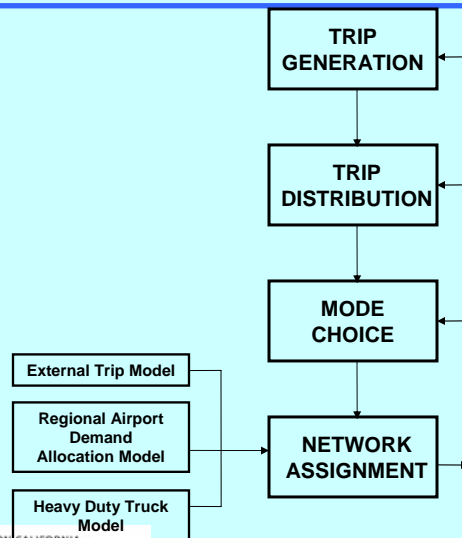 TRIP
GENERATION
TRIP
DISTRIBUTION
MODE
CHOICE
External Trip Model
Regional Airport
Demand
Allocation Model
NETWORK
ASSIGNMENT
Heavy Duty Truck
Model
CALIFORNIA